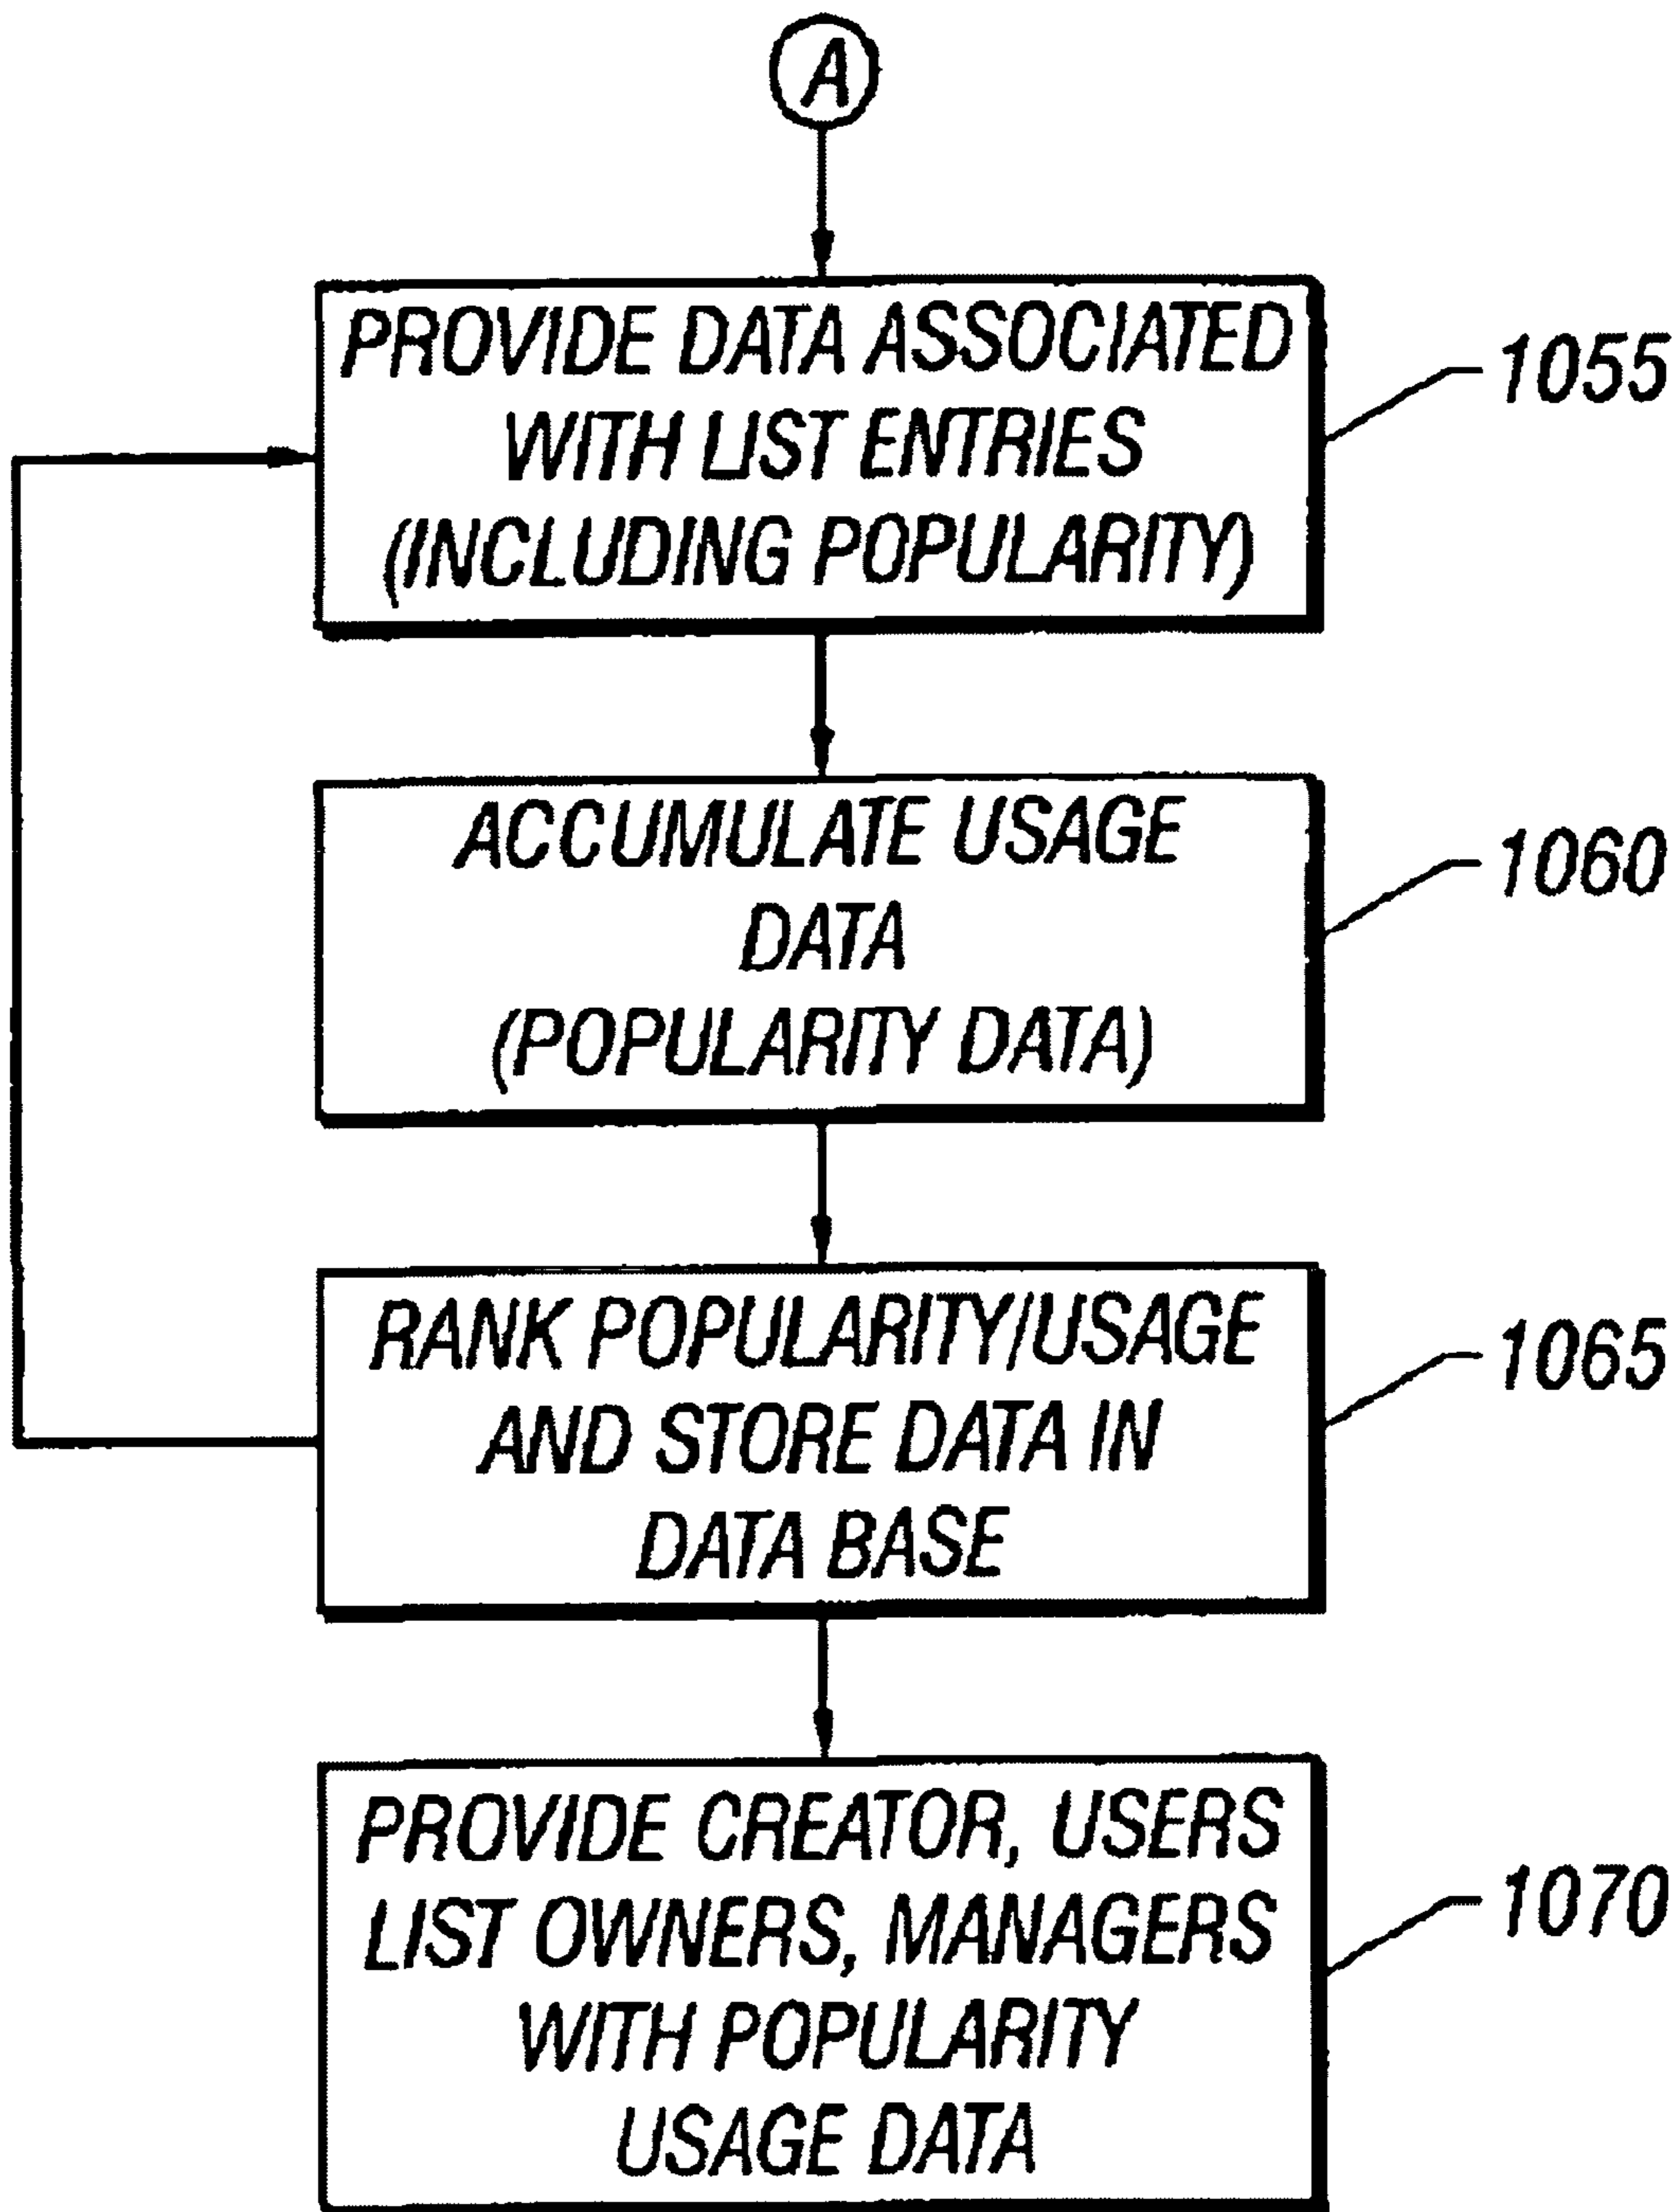 A
PROVIDE DATA ASSOCIATED
WITH LIST ENTRIES
(INCLUDING POPULARITY)
1055
ACCUMULATE USAGE
DATA
(POPULARITY DATA)
1060
RANK POPULARITY/USAGE
AND STORE DATA IN
DATA BASE
1065
PROVIDE CREATOR, USERS
LIST OWNERS, MANAGERS
WITH POPULARITY
USAGE DATA
1070